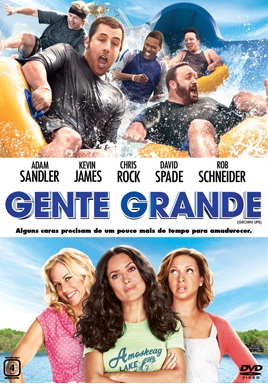 ADAM SANDLER
KEVIN JAMES
CHRIS ROCK
DAVID SPADE
ROB SCHNEIDER
GENTE GRANDE
(GROWN UPS)
Alguns caras precisam de um pouco mais de tempo para amadurecer.
Amoskeag
LAKE
DVD
VIDEO